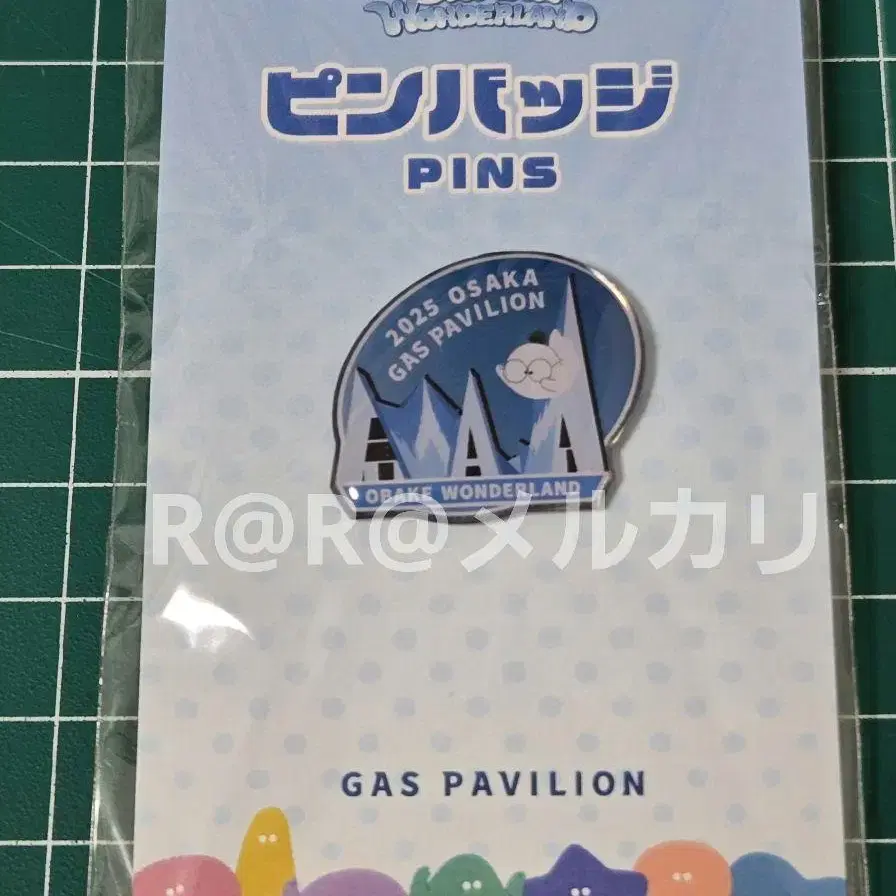 WONDERLAND
ピンバッジ
PINS
2025 OSAKA
GAS PAVILION
OBAKE WONDERLAND
R@R@メルカリ
GAS PAVILION